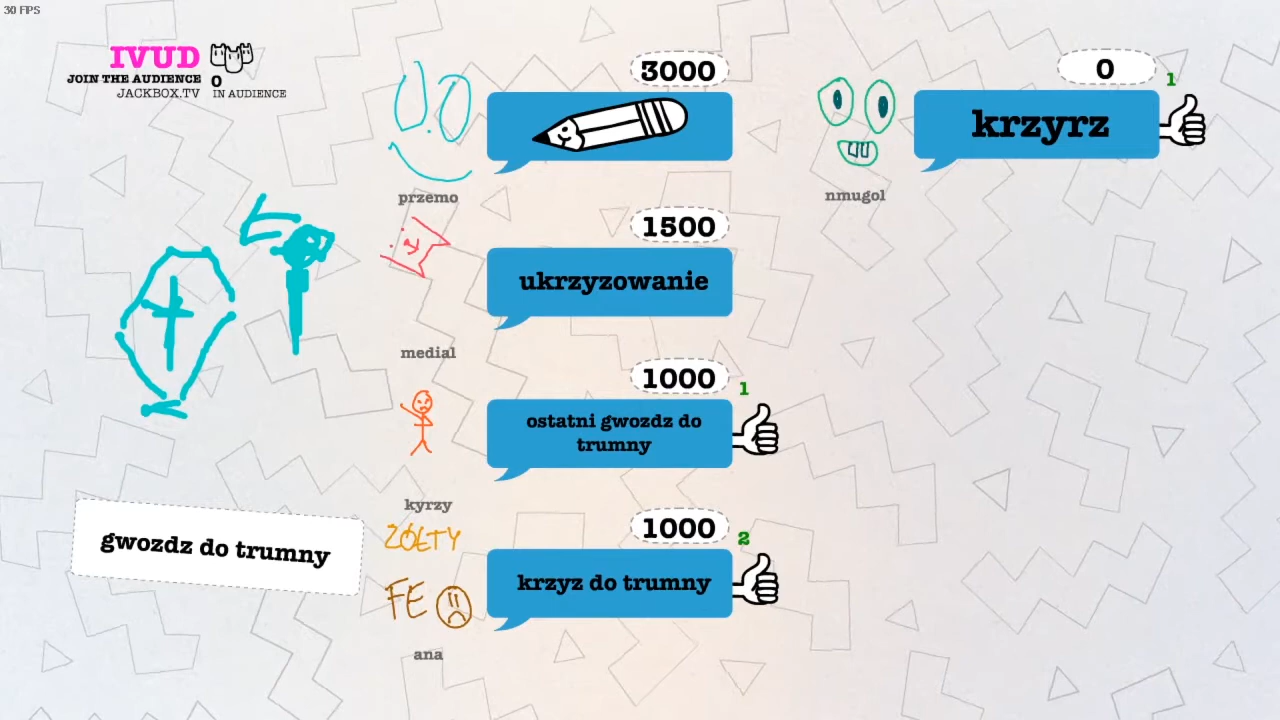 30 FPS
IVUD
JOIN THE AUDIENCE
JACKBOX.TV
0
IN AUDIENCE
3000
przemo
1500
ukrzyzowanie
medial
1000
1
ostatni gwozdz do
trumny
kyrzy
1000
2
krzyz do trumny
ŻÓŁTY
FE
ana
0
1
krzyrz
nmugol
gwozdz do trumny